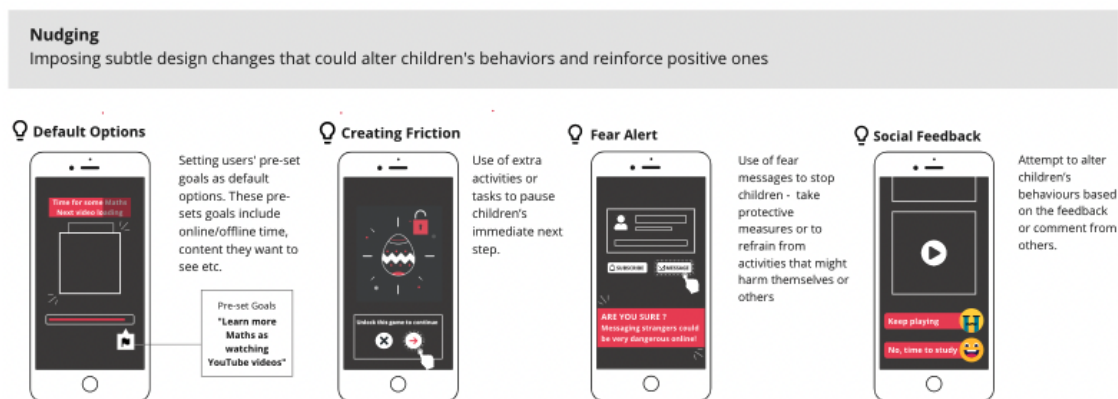 Nudging
Imposing subtle design changes that could alter children's behaviors and reinforce positive ones
Default Options
Time for some Maths
Next video loading
Setting users' pre-set
goals as default
options. These pre-
sets goals include
online/offline time,
content they want to
see etc.
Pre-set Goals
"Learn more
Maths as
watching
YouTube videos"
Creating Friction
Unlock this game to continue
Use of extra
activities or
tasks to pause
children's
immediate next
step.
Fear Alert
SUBSCRIBE
MESSAGE
ARE YOU SURE ?
Messaging strangers could
be very dangerous online!
Use of fear
messages to stop
children - take
protective
measures or to
refrain from
activities that might
harm themselves or
others
Social Feedback
Keep playing
No, time to study
Attempt to alter
children's
behaviours based
on the feedback
or comment from
others.